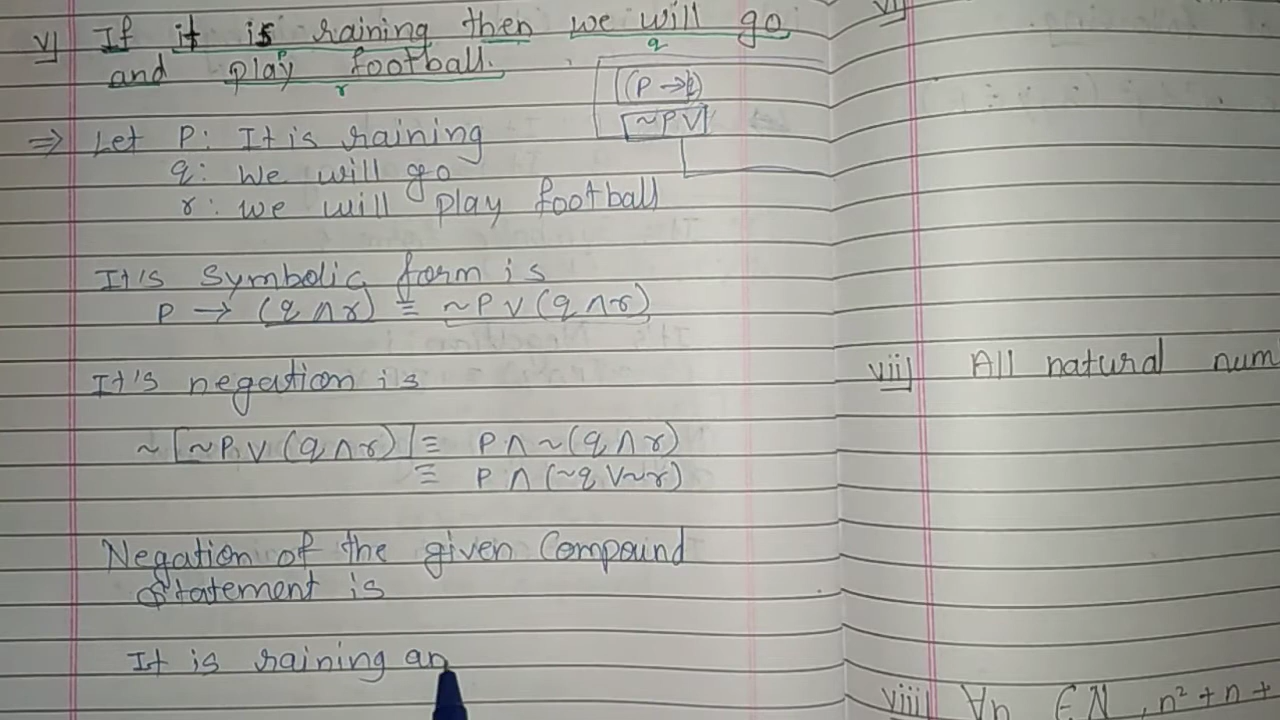 v) If it is raining then we will go
and play football.
p
q
r
(P → q)
~P V
⇒ Let P: It is raining
q: We will go
r: we will play football
It's symbolic form is
P → (q ∧ r) ≡ ~P V (q ∧ r)
It's negation is
~ [~P V (q ∧ r)] ≡ P ∧ ~(q ∧ r)
≡ P ∧ (~q V ~r)
Negation of the given Compound
Statement is
It is raining an
vii) All natural num
viii) ∀n ∈ N, n² + n +